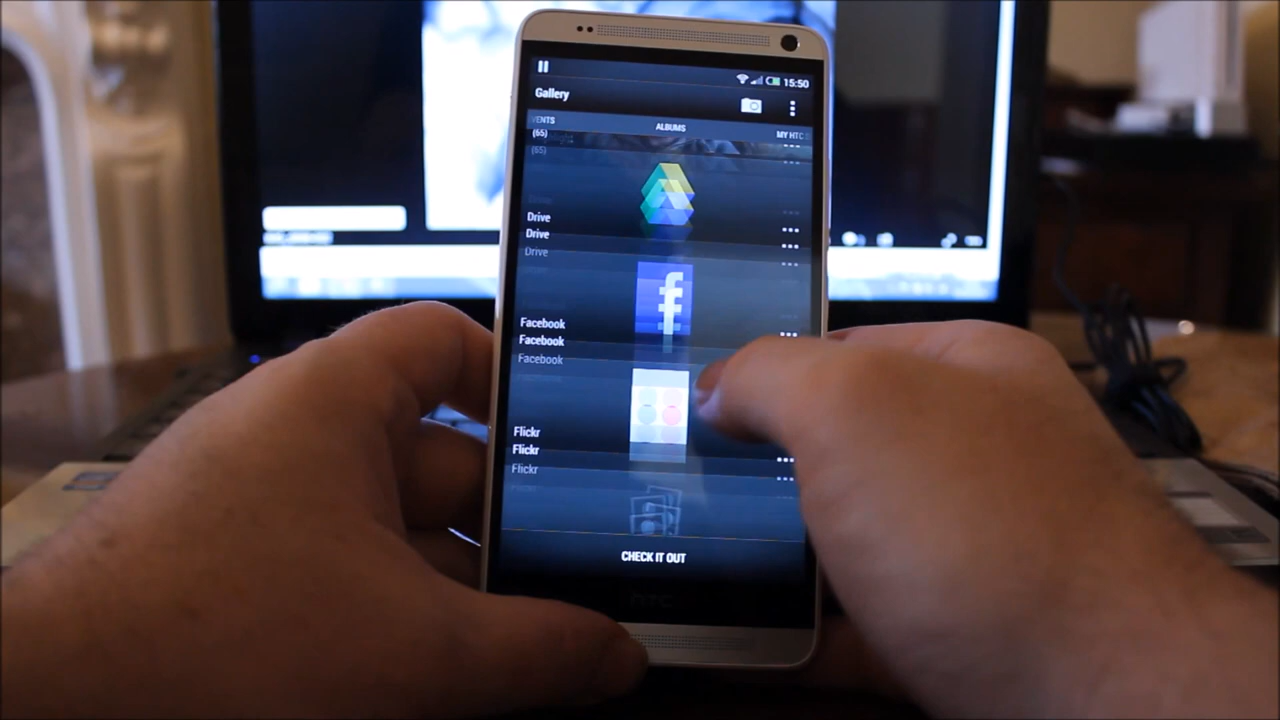 15:50
Gallery
VENTS
ALBUMS
MY HTC
(65)
(65)
Drive
Drive
Drive
Facebook
Facebook
Facebook
Flickr
Flickr
Flickr
CHECK IT OUT
hTC